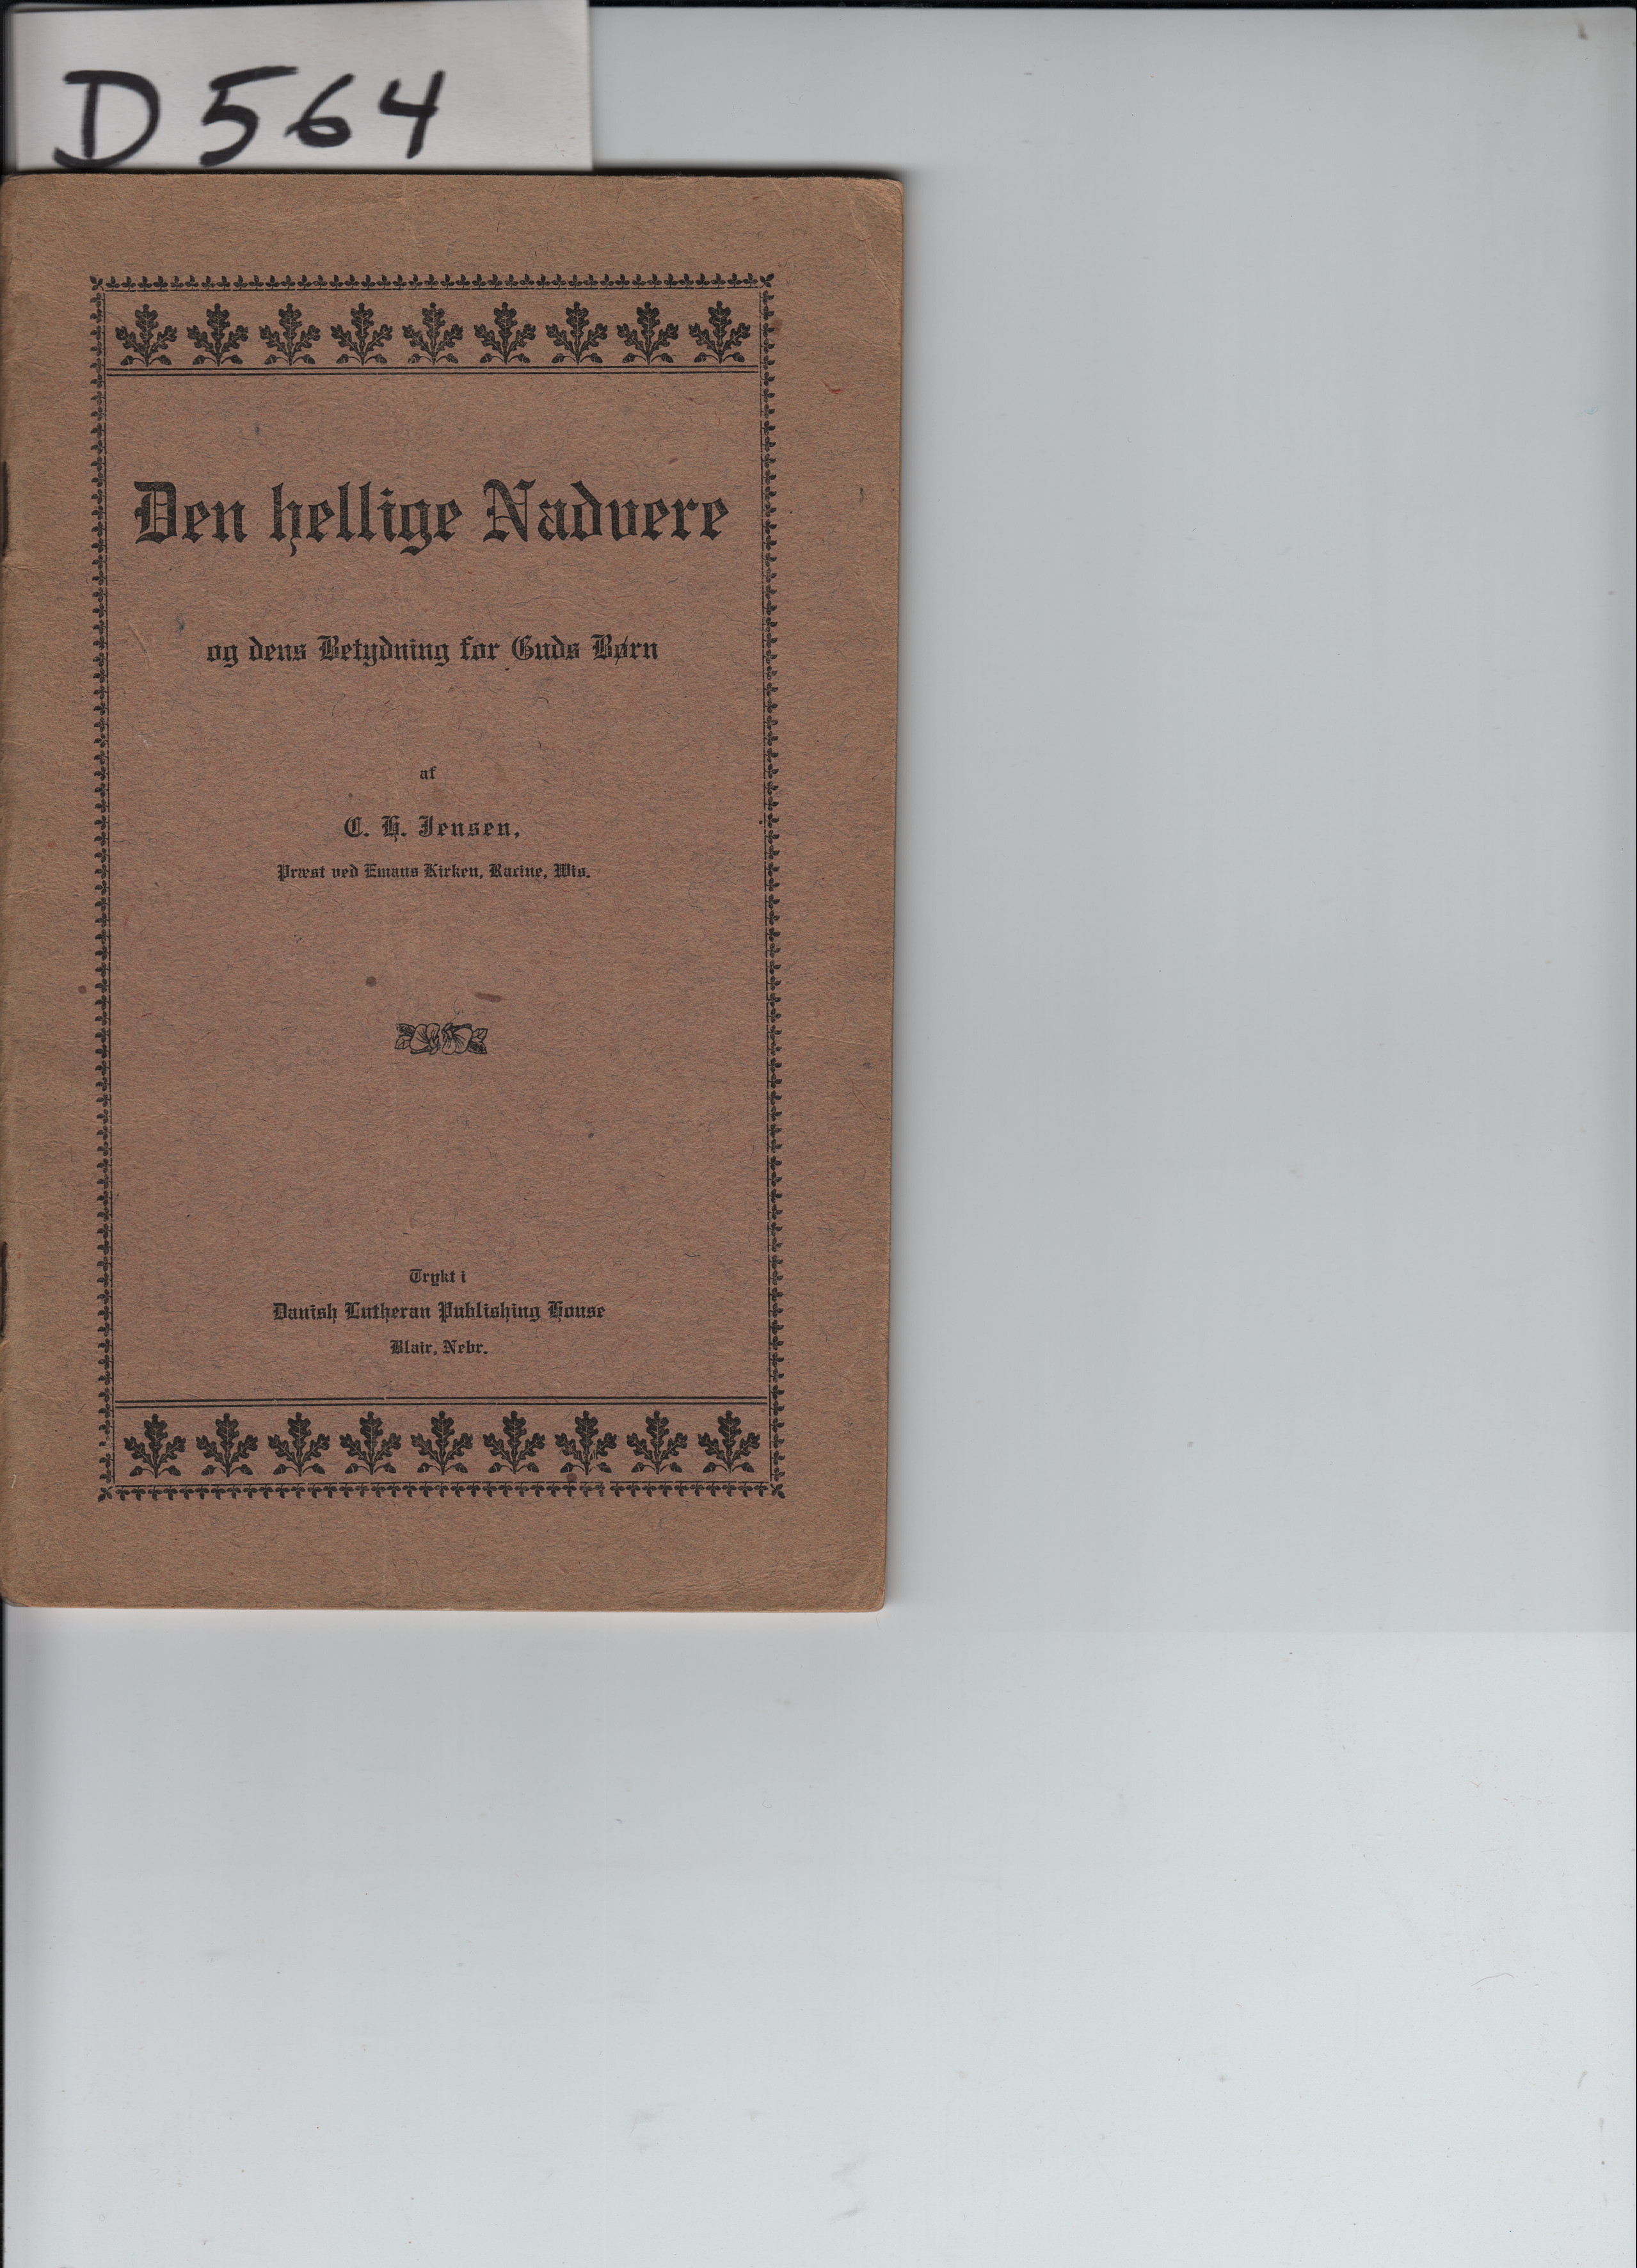 D564
Den hellige Nadvere
og dens Betydning for Guds Børn
af
C. H. Jensen,
Præst ved Emaus Kirken, Racine, Wis.
Trykt i
Danish Lutheran Publishing House
Blair, Nebr.